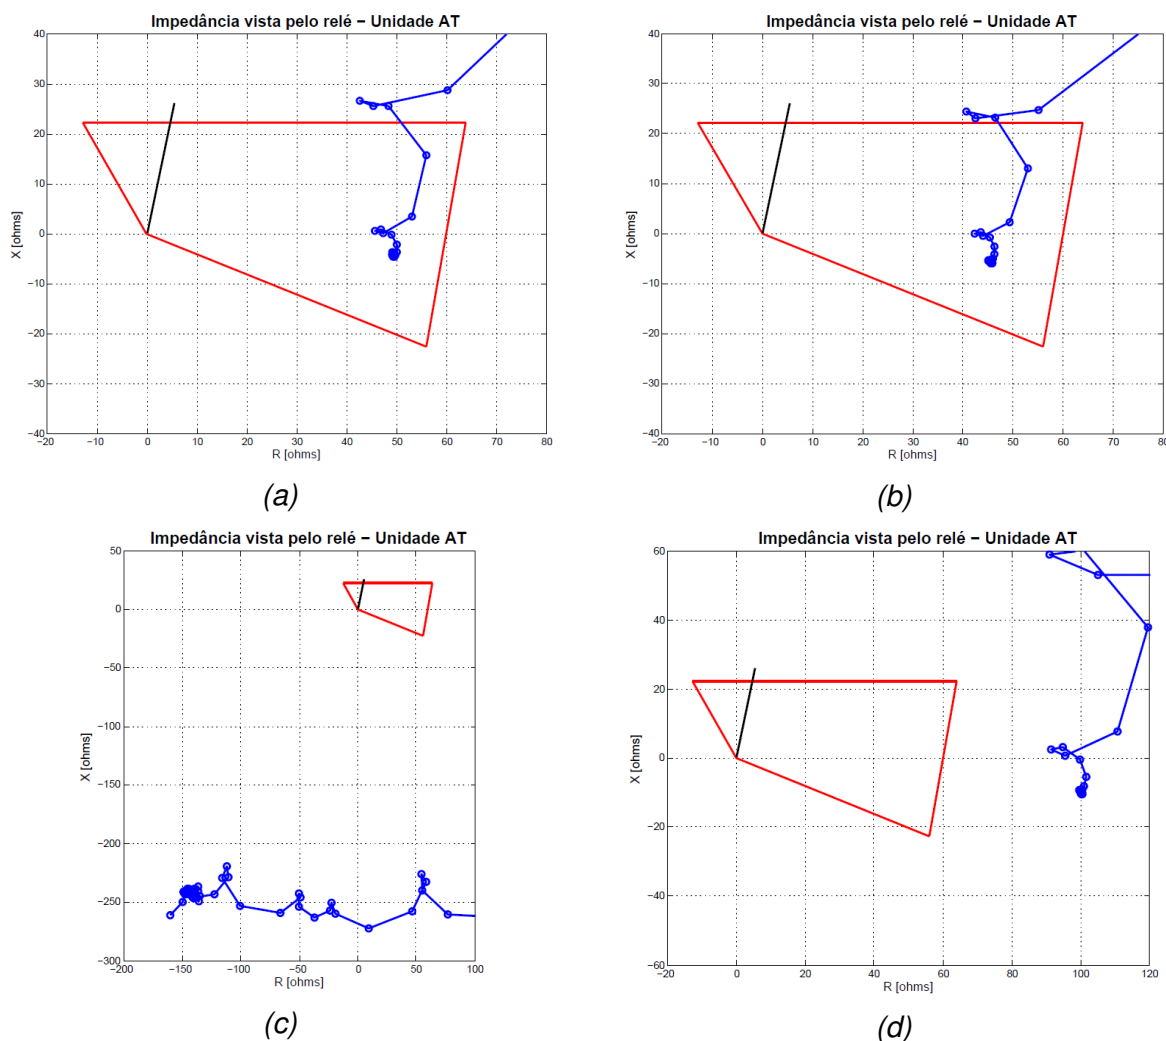 Impedância vista pelo relé − Unidade AT
40
30
20
10
0
−10
−20
−30
−40
X [ohms]
−20 −10 0 10 20 30 40 50 60 70 80
R [ohms]
(a)
Impedância vista pelo relé − Unidade AT
40
30
20
10
0
−10
−20
−30
−40
X [ohms]
−20 −10 0 10 20 30 40 50 60 70 80
R [ohms]
(b)
Impedância vista pelo relé − Unidade AT
50
0
−50
−100
−150
−200
−250
−300
X [ohms]
−200 −150 −100 −50 0 50 100
R [ohms]
(c)
Impedância vista pelo relé − Unidade AT
60
40
20
0
−20
−40
−60
X [ohms]
−20 0 20 40 60 80 100 120
R [ohms]
(d)